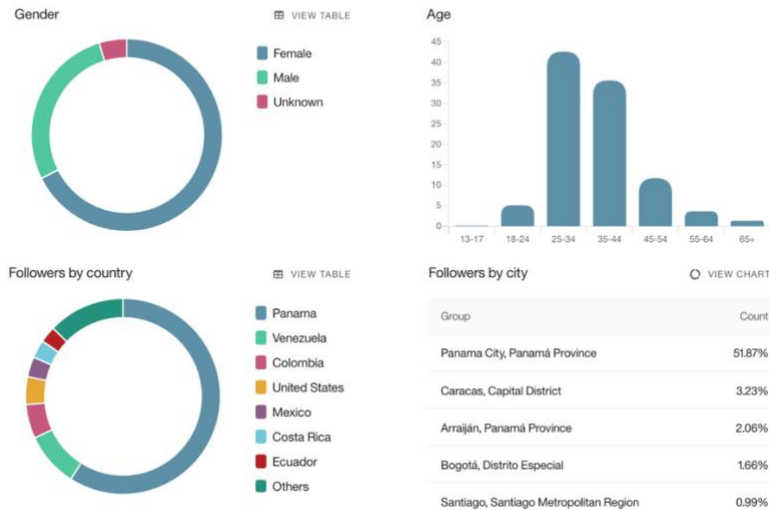 Gender
VIEW TABLE
Female
Male
Unknown
Age
45
40
35
30
25
20
15
10
5
0
13-17 18-24 25-34 35-44 45-54 55-64 65+
Followers by country
VIEW TABLE
Panama
Venezuela
Colombia
United States
Mexico
Costa Rica
Ecuador
Others
Followers by city
VIEW CHART
Group Count
Panama City, Panamá Province 51.87%
Caracas, Capital District 3.23%
Arraiján, Panamá Province 2.06%
Bogotá, Distrito Especial 1.66%
Santiago, Santiago Metropolitan Region 0.99%